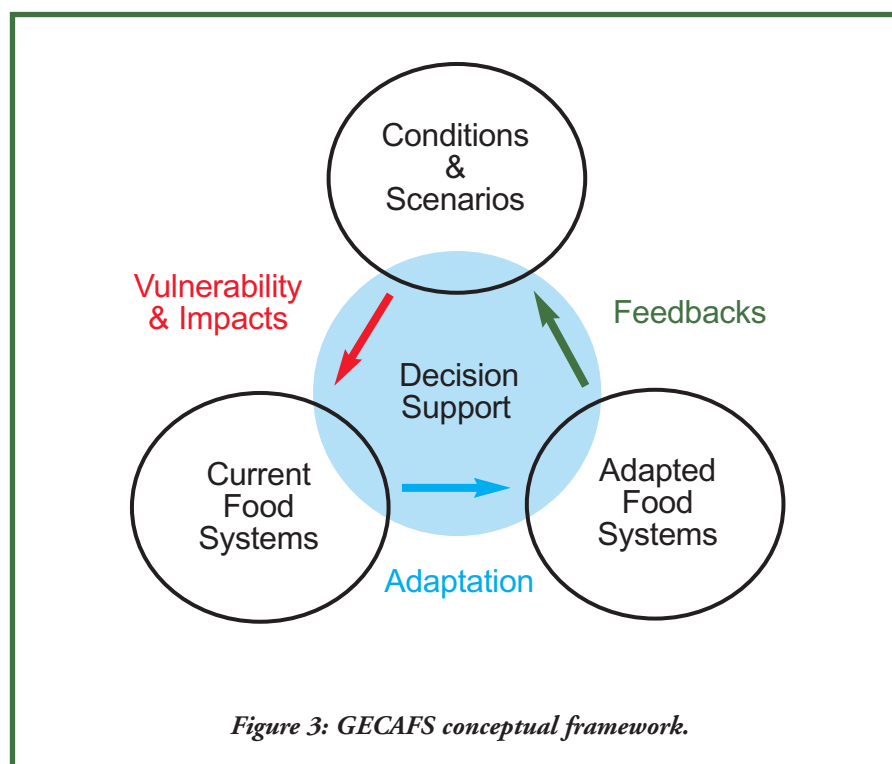 Conditions
&
Scenarios
Vulnerability
& Impacts
Feedbacks
Decision
Support
Current
Food
Systems
Adapted
Food
Systems
Adaptation
Figure 3: GECAFS conceptual framework.